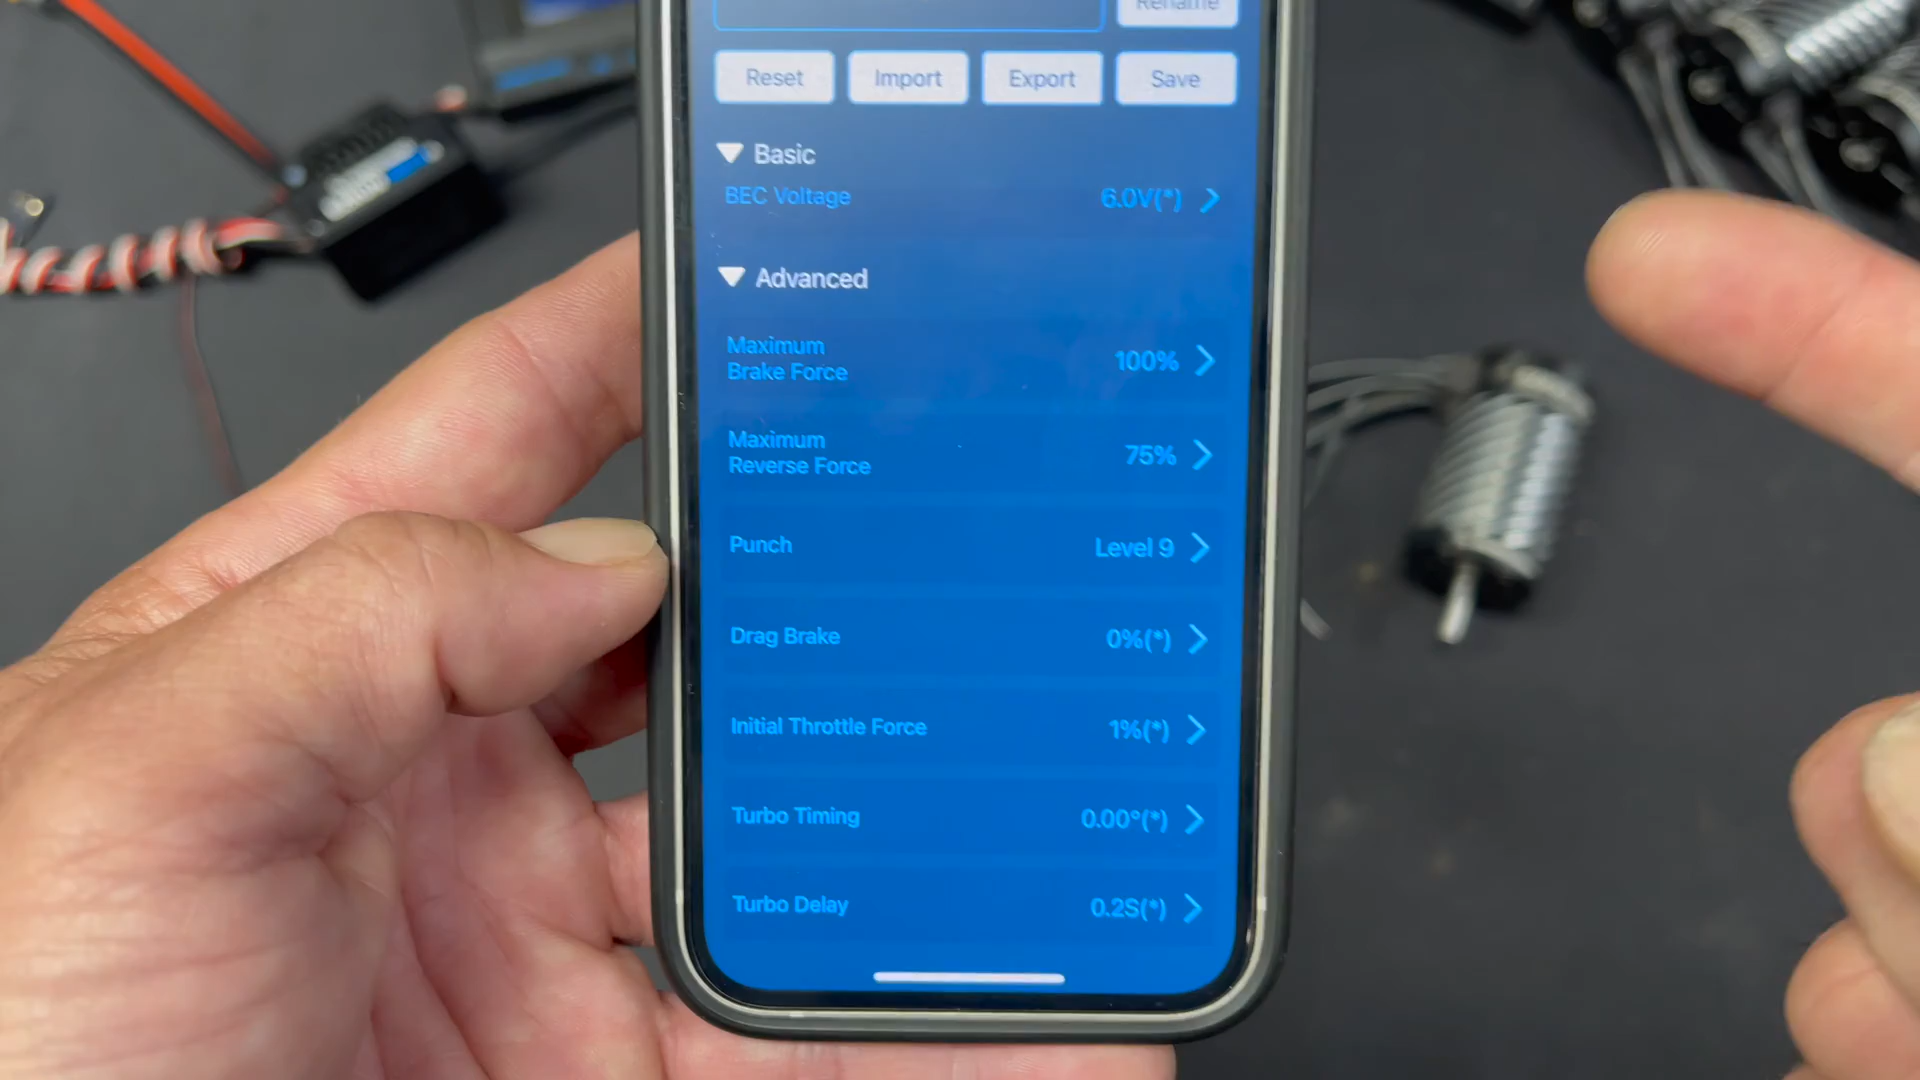 Rename
Reset
Import
Export
Save
Basic
BEC Voltage
6.0V(*)
Advanced
Maximum
Brake Force
100%
Maximum
Reverse Force
75%
Punch
Level 9
Drag Brake
0%(*)
Initial Throttle Force
1%(*)
Turbo Timing
0.00°(*)
Turbo Delay
0.2S(*)